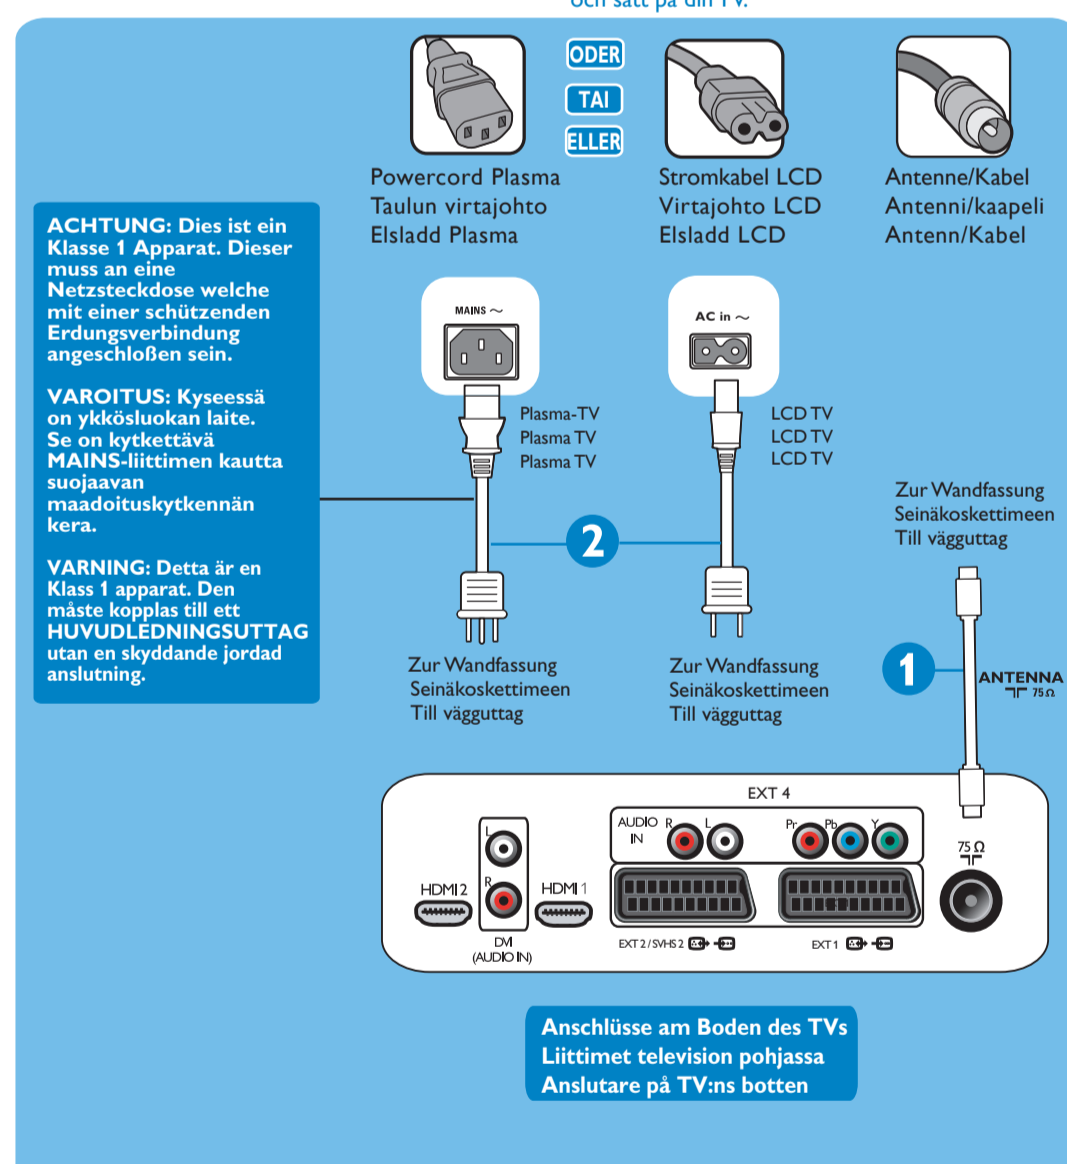 och sätt på din TV.
ODER
TAI
ELLER
Powercord Plasma
Taulun virtajohto
Elsladd Plasma
Stromkabel LCD
Virtajohto LCD
Elsladd LCD
Antenne/Kabel
Antenni/kaapeli
Antenn/Kabel
ACHTUNG: Dies ist ein
Klasse 1 Apparat. Dieser
muss an eine
Netzsteckdose welche
mit einer schützenden
Erdungsverbindung
angeschloßen sein.
VAROITUS: Kyseessä
on ykkösluokan laite.
Se on kytkettävä
MAINS-liittimen kautta
suojaavan
maadoituskytkennän
kera.
VARNING: Detta är en
Klass 1 apparat. Den
måste kopplas till ett
HUVUDLEDNINGSUTTAG
utan en skyddande jordad
anslutning.
MAINS ~
AC in ~
Plasma-TV
Plasma TV
Plasma TV
LCD TV
LCD TV
LCD TV
2
Zur Wandfassung
Seinäkoskettimeen
Till vägguttag
Zur Wandfassung
Seinäkoskettimeen
Till vägguttag
Zur Wandfassung
Seinäkoskettimeen
Till vägguttag
1
ANTENNA
75 Ω
EXT 4
AUDIO IN
R
L
Pr
Pb
Y
75 Ω
HDMI 2
L
R
HDMI 1
DVI
(AUDIO IN)
EXT 2 / SVHS 2
EXT 1
Anschlüsse am Boden des TVs
Liittimet television pohjassa
Anslutare på TV:ns botten